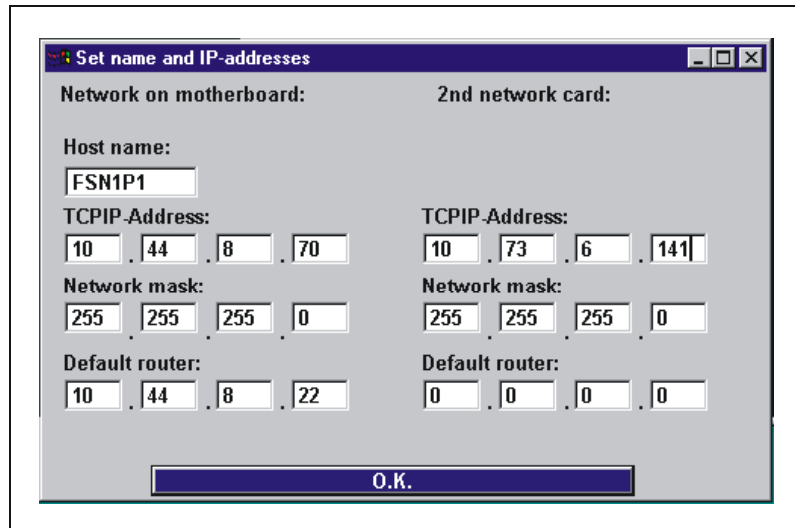 Set name and IP-addresses
Network on motherboard: 2nd network card:
Host name:
FSN1P1
TCPIP-Address: TCPIP-Address:
10 . 44 . 8 . 70 10 . 73 . 6 . 141
Network mask: Network mask:
255 . 255 . 255 . 0 255 . 255 . 255 . 0
Default router: Default router:
10 . 44 . 8 . 22 0 . 0 . 0 . 0
O.K.